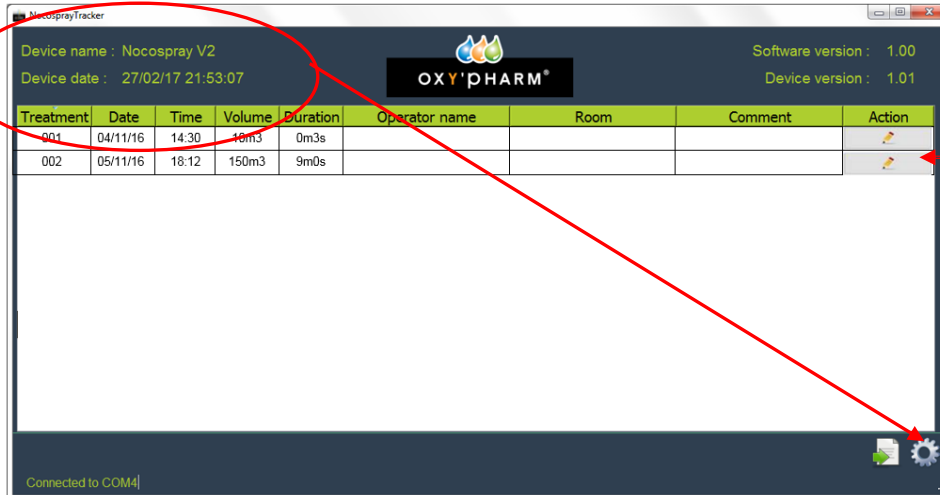 NocosprayTracker
Device name : Nocospray V2
Software version : 1.00
OXY'PHARM®
Device date : 27/02/17 21:53:07
Device version : 1.01
Treatment Date Time Volume Duration Operator name Room Comment Action
001 04/11/16 14:30 10m3 0m3s
002 05/11/16 18:12 150m3 9m0s
Connected to COM4